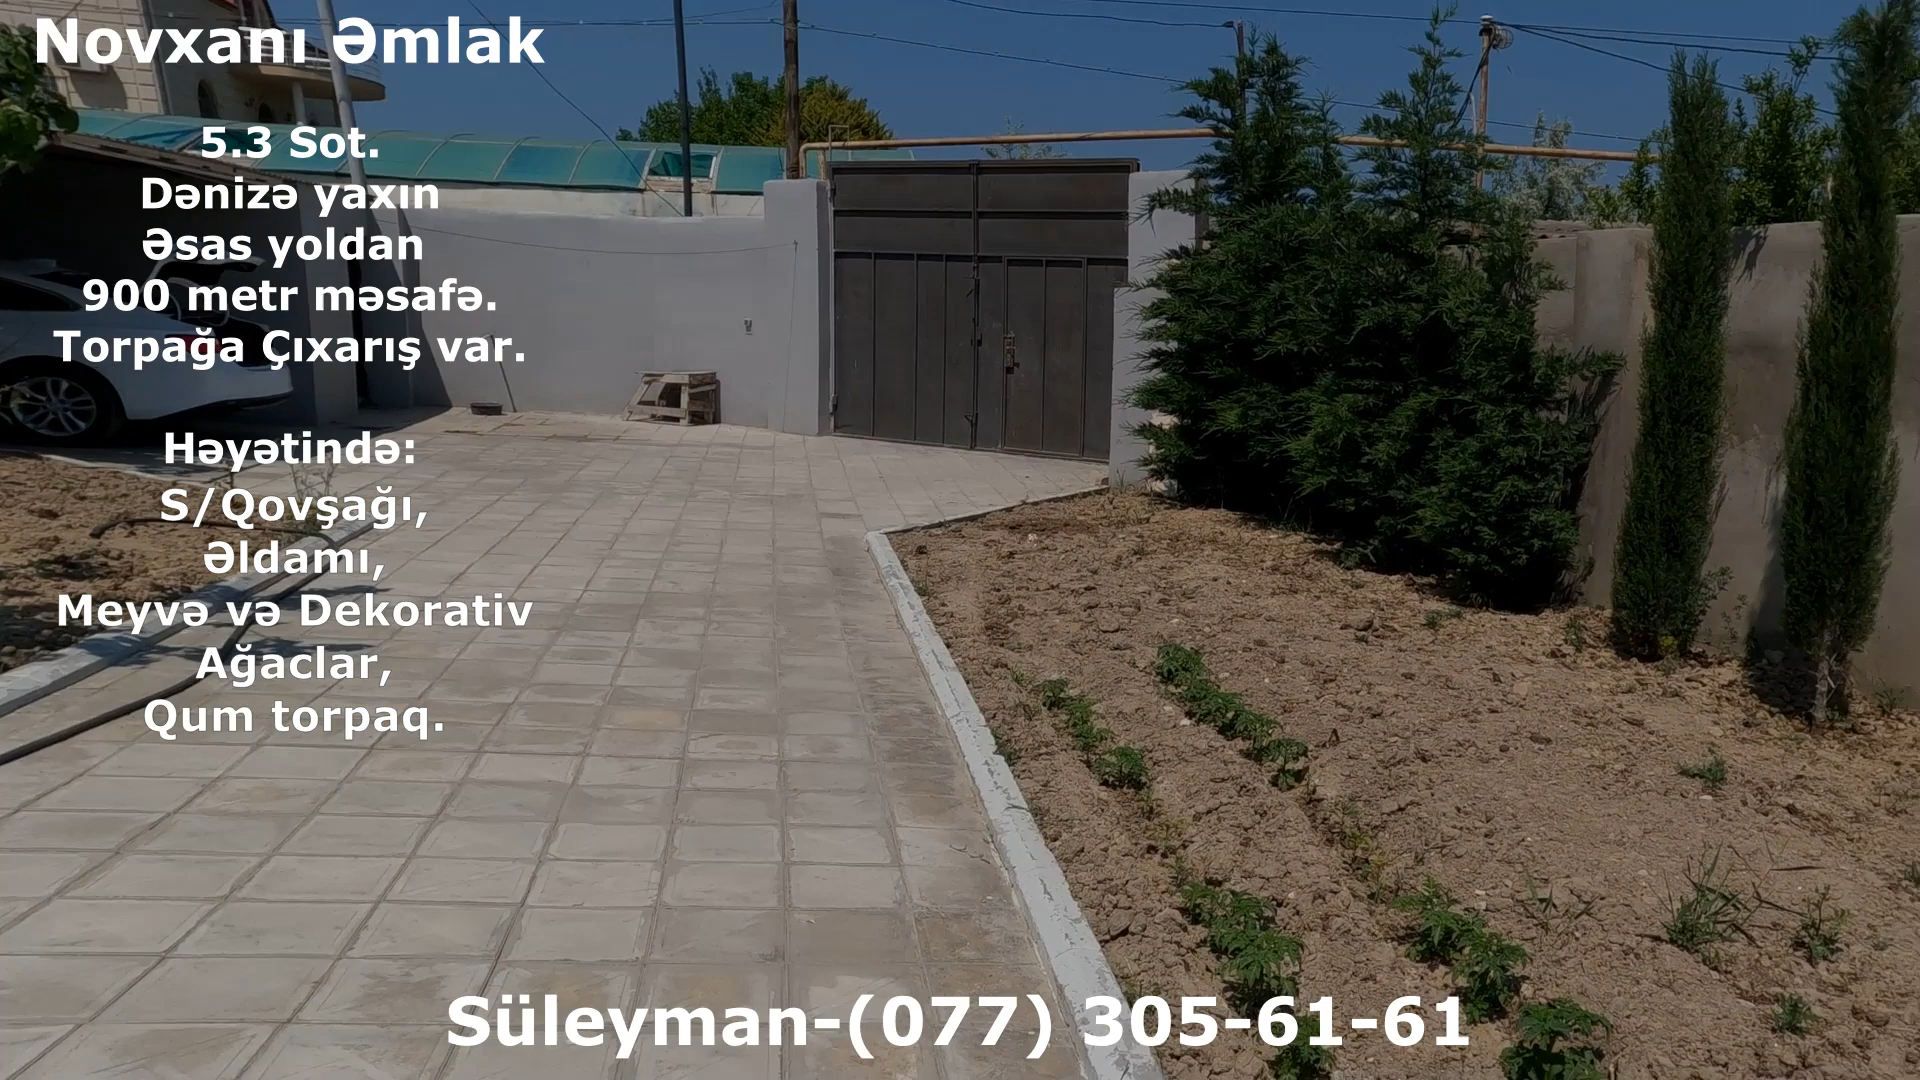 Novxanı Əmlak
5.3 Sot.
Dənizə yaxın
Əsas yoldan
900 metr məsafə.
Torpağa Çıxarış var.
Həyətində:
S/Qovşağı,
Əldamı,
Meyvə və Dekorativ
Ağaclar,
Qum torpaq.
Süleyman-(077) 305-61-61